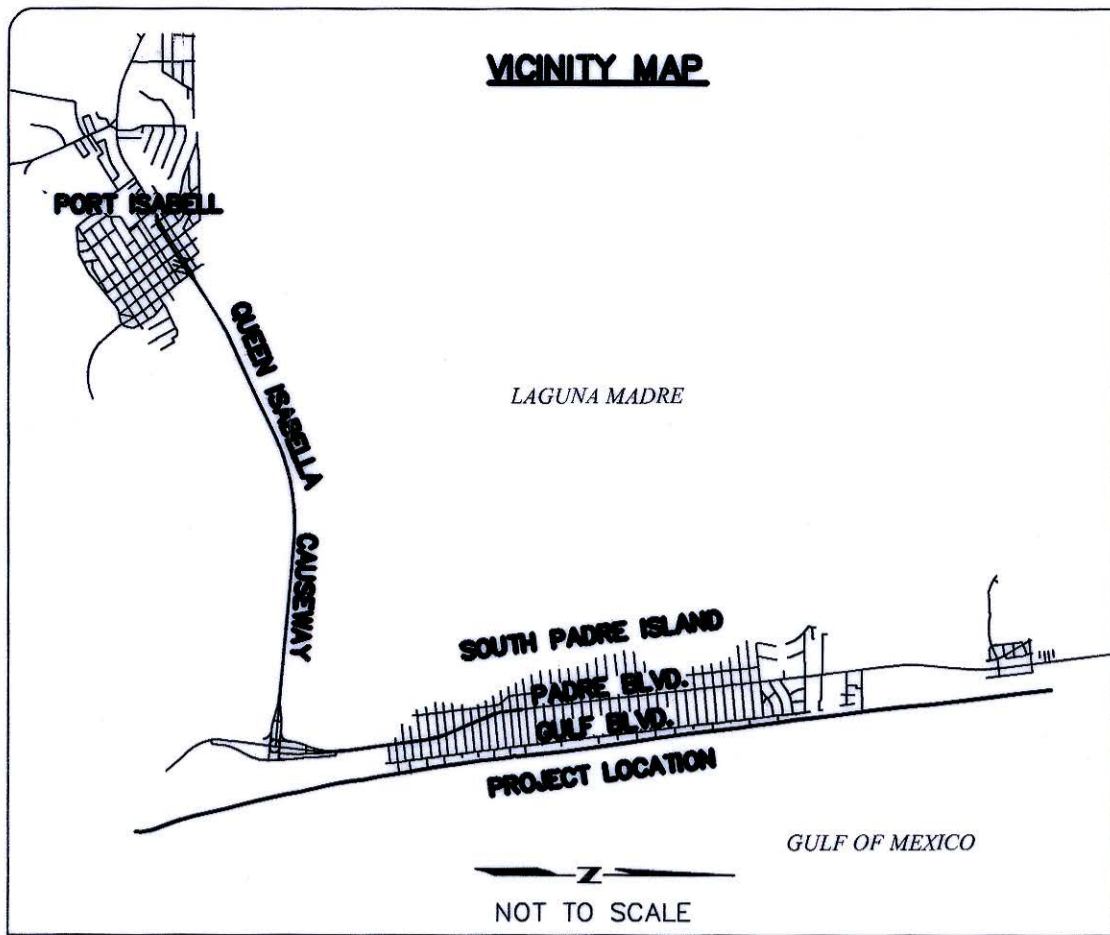 VICINITY MAP
PORT ISABELL
QUEEN ISABELLA CAUSEWAY
LAGUNA MADRE
SOUTH PADRE ISLAND
PADRE BLVD.
GULF BLVD.
PROJECT LOCATION
GULF OF MEXICO
Z
NOT TO SCALE